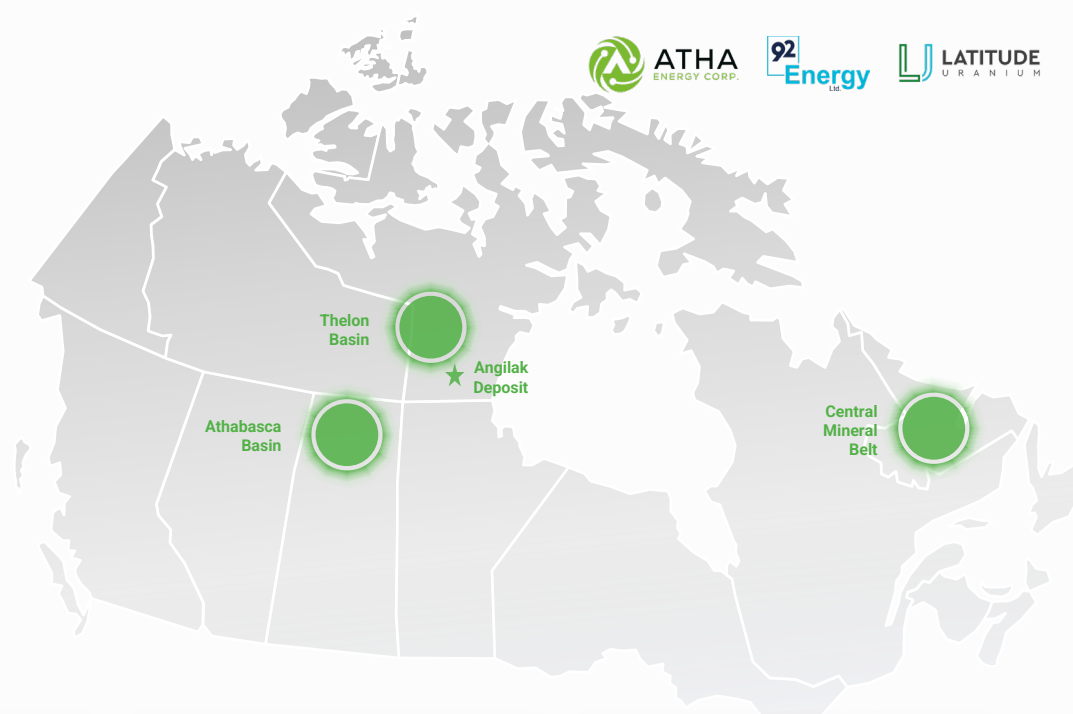 ATHA
ENERGY CORP.
92
Energy
Ltd.
LATITUDE
URANIUM
Thelon
Basin
Angilak
Deposit
Athabasca
Basin
Central
Mineral
Belt